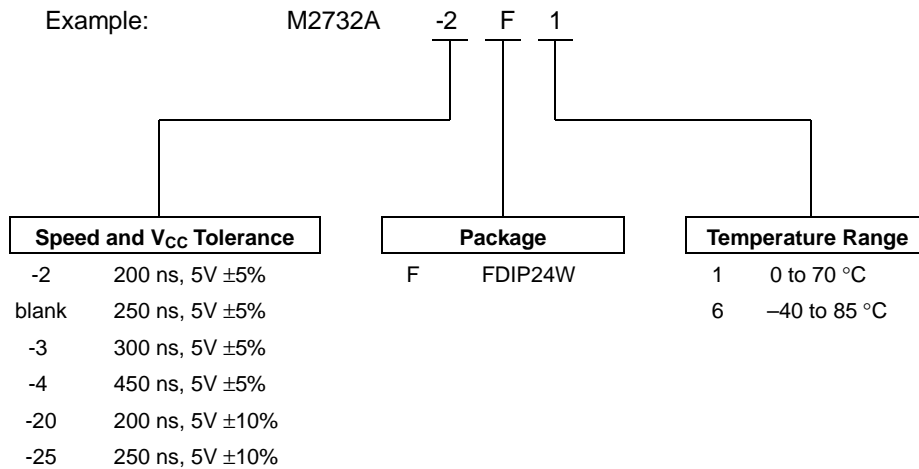 Example: M2732A -2 F 1
Speed and VCC Tolerance
-2 200 ns, 5V ±5%
blank 250 ns, 5V ±5%
-3 300 ns, 5V ±5%
-4 450 ns, 5V ±5%
-20 200 ns, 5V ±10%
-25 250 ns, 5V ±10%
Package
F FDIP24W
Temperature Range
1 0 to 70 °C
6 –40 to 85 °C